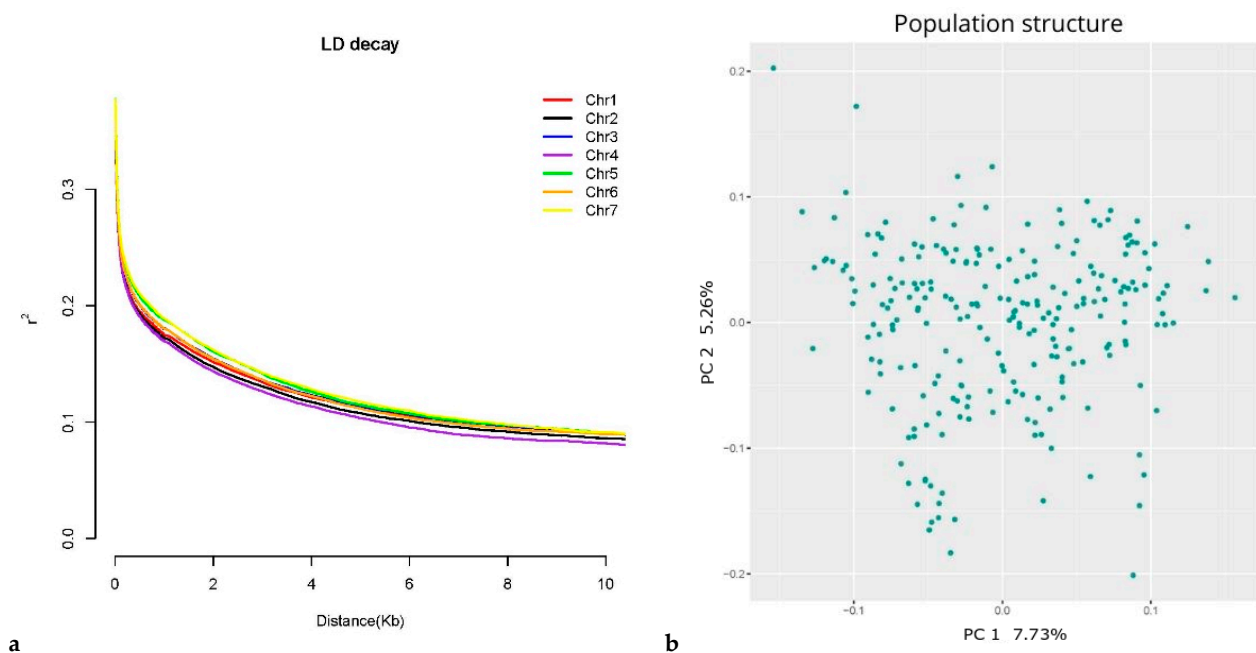 LD decay
Chr1
Chr2
Chr3
Chr4
Chr5
Chr6
Chr7
r²
0.3
0.2
0.1
0.0
0
2
4
6
8
10
Distance(Kb)
a
Population structure
PC 2 5.26%
0.2
0.1
0.0
−0.1
−0.2
−0.1
0.0
0.1
PC 1 7.73%
b